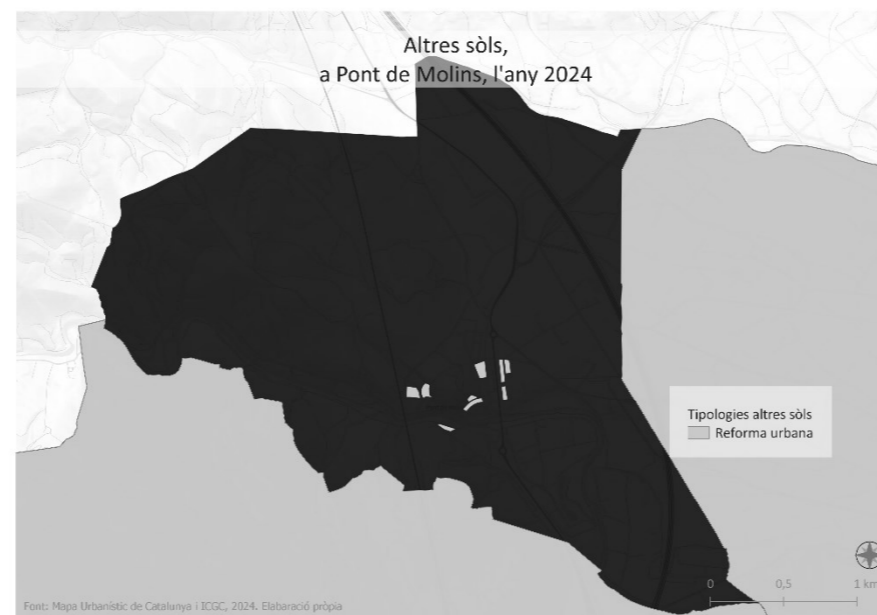 Altres sòls,
a Pont de Molins, l'any 2024
Tipologies altres sòls
Reforma urbana
0 0,5 1 km
Font: Mapa Urbanístic de Catalunya i ICGC, 2024. Elabaració pròpia